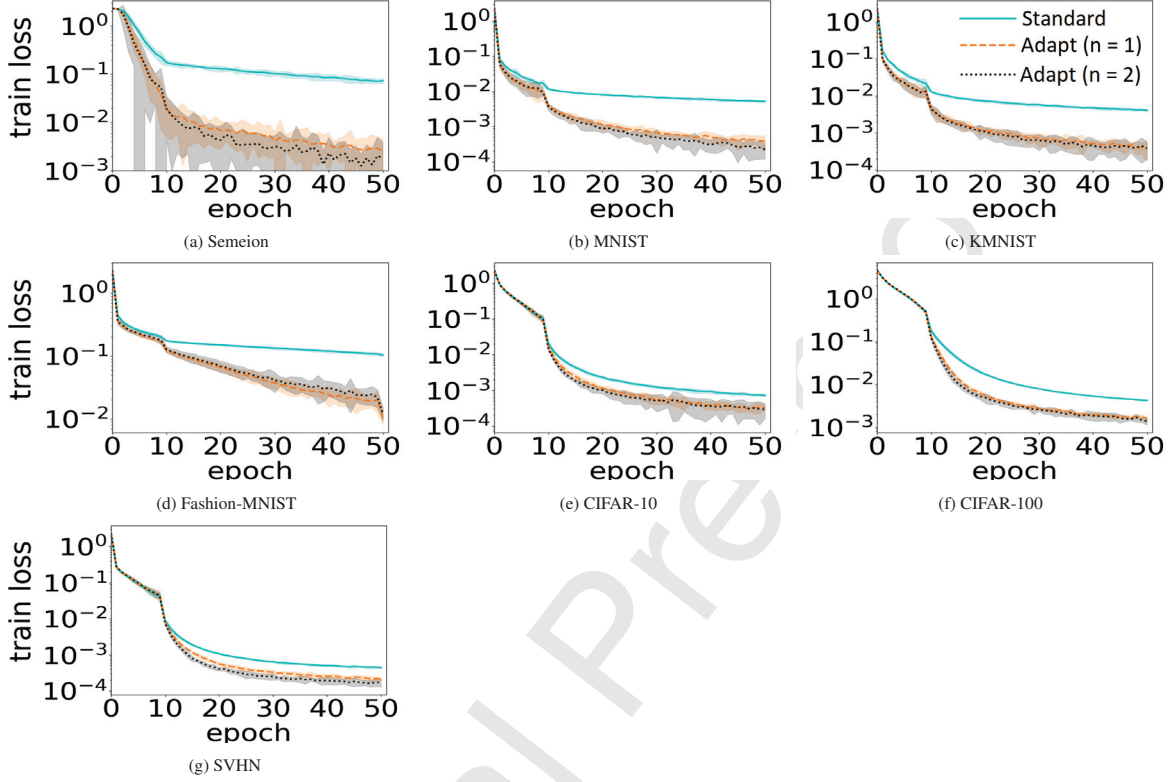 train loss
10^0
10^-1
10^-2
10^-3
0 10 20 30 40 50
epoch
(a) Semeion
10^0
10^-1
10^-2
10^-3
10^-4
0 10 20 30 40 50
epoch
(b) MNIST
Standard
Adapt (n = 1)
Adapt (n = 2)
10^0
10^-1
10^-2
10^-3
10^-4
0 10 20 30 40 50
epoch
(c) KMNIST
train loss
10^0
10^-1
10^-2
0 10 20 30 40 50
epoch
(d) Fashion-MNIST
10^0
10^-1
10^-2
10^-3
10^-4
0 10 20 30 40 50
epoch
(e) CIFAR-10
10^0
10^-1
10^-2
10^-3
0 10 20 30 40 50
epoch
(f) CIFAR-100
train loss
10^0
10^-1
10^-2
10^-3
10^-4
0 10 20 30 40 50
epoch
(g) SVHN